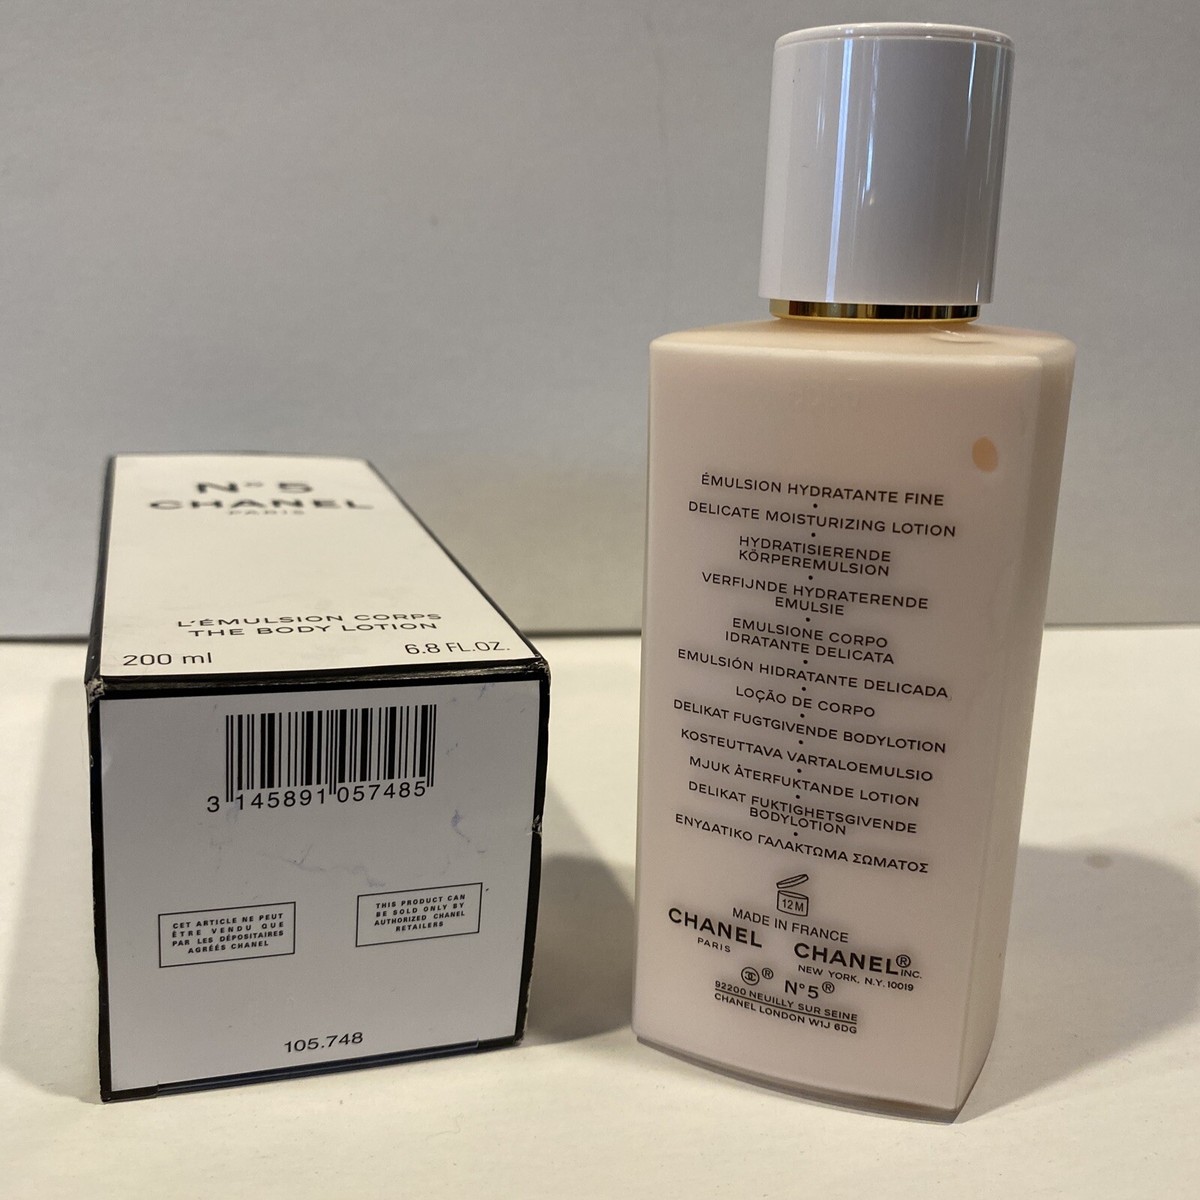 N° 5
CHANEL
PARIS
L'ÉMULSION CORPS
THE BODY LOTION
200 ml
6.8 FL.OZ.
3 145891 057485
CET ARTICLE NE PEUT
ÊTRE VENDU QUE
PAR LES DÉPOSITAIRES
AGRÉÉS CHANEL
THIS PRODUCT CAN
BE SOLD ONLY BY
AUTHORIZED CHANEL
RETAILERS
105.748
ÉMULSION HYDRATANTE FINE
•
DELICATE MOISTURIZING LOTION
•
HYDRATISIERENDE
KÖRPEREMULSION
•
VERFIJNDE HYDRATERENDE
EMULSIE
•
EMULSIONE CORPO
IDRATANTE DELICATA
•
EMULSIÓN HIDRATANTE DELICADA
•
LOÇÃO DE CORPO
•
DELIKAT FUGTGIVENDE BODYLOTION
•
KOSTEUTTAVA VARTALOEMULSIO
•
MJUK ÅTERFUKTANDE LOTION
•
DELIKAT FUKTIGHETSGIVENDE
BODYLOTION
•
ΕΝΥΔΑΤΙΚΟ ΓΑΛΑΚΤΩΜΑ ΣΩΜΑΤΟΣ
12 M
MADE IN FRANCE
CHANEL
PARIS
CHANEL® INC.
NEW YORK, N.Y. 10019
® N°5®
92200 NEUILLY SUR SEINE
CHANEL LONDON W1J 6DG